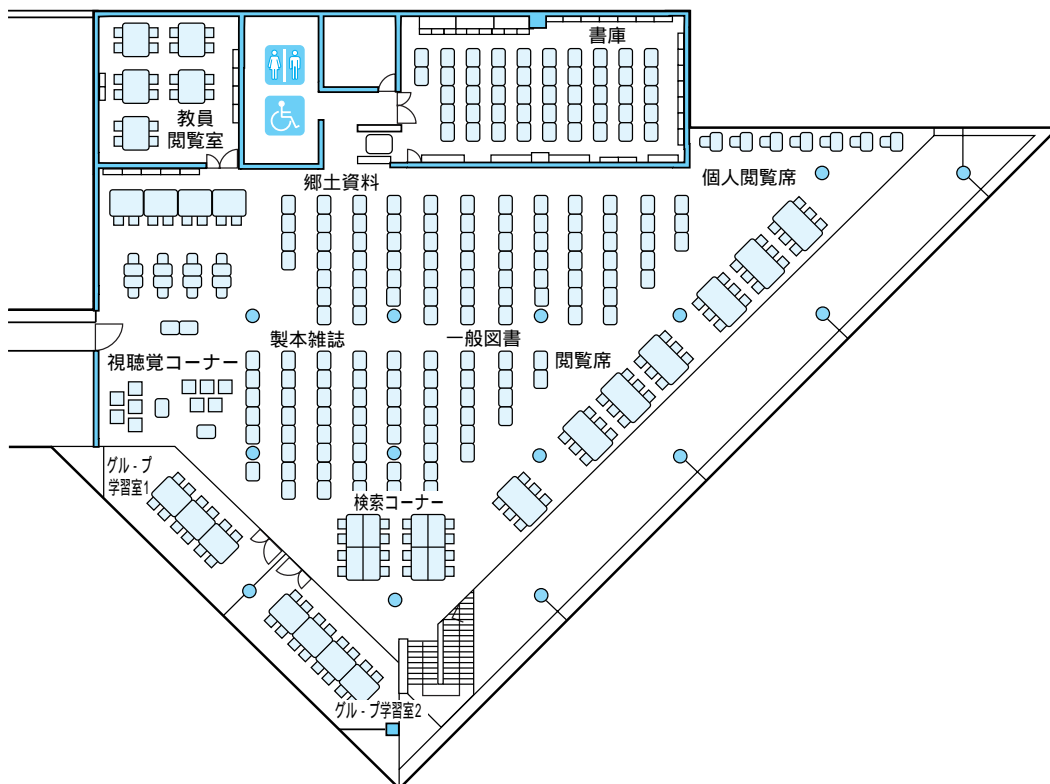 書庫
教員
閲覧室
郷土資料
個人閲覧席
製本雑誌
一般図書
閲覧席
視聴覚コーナー
グル-プ
学習室1
検索コーナー
グル-プ学習室2